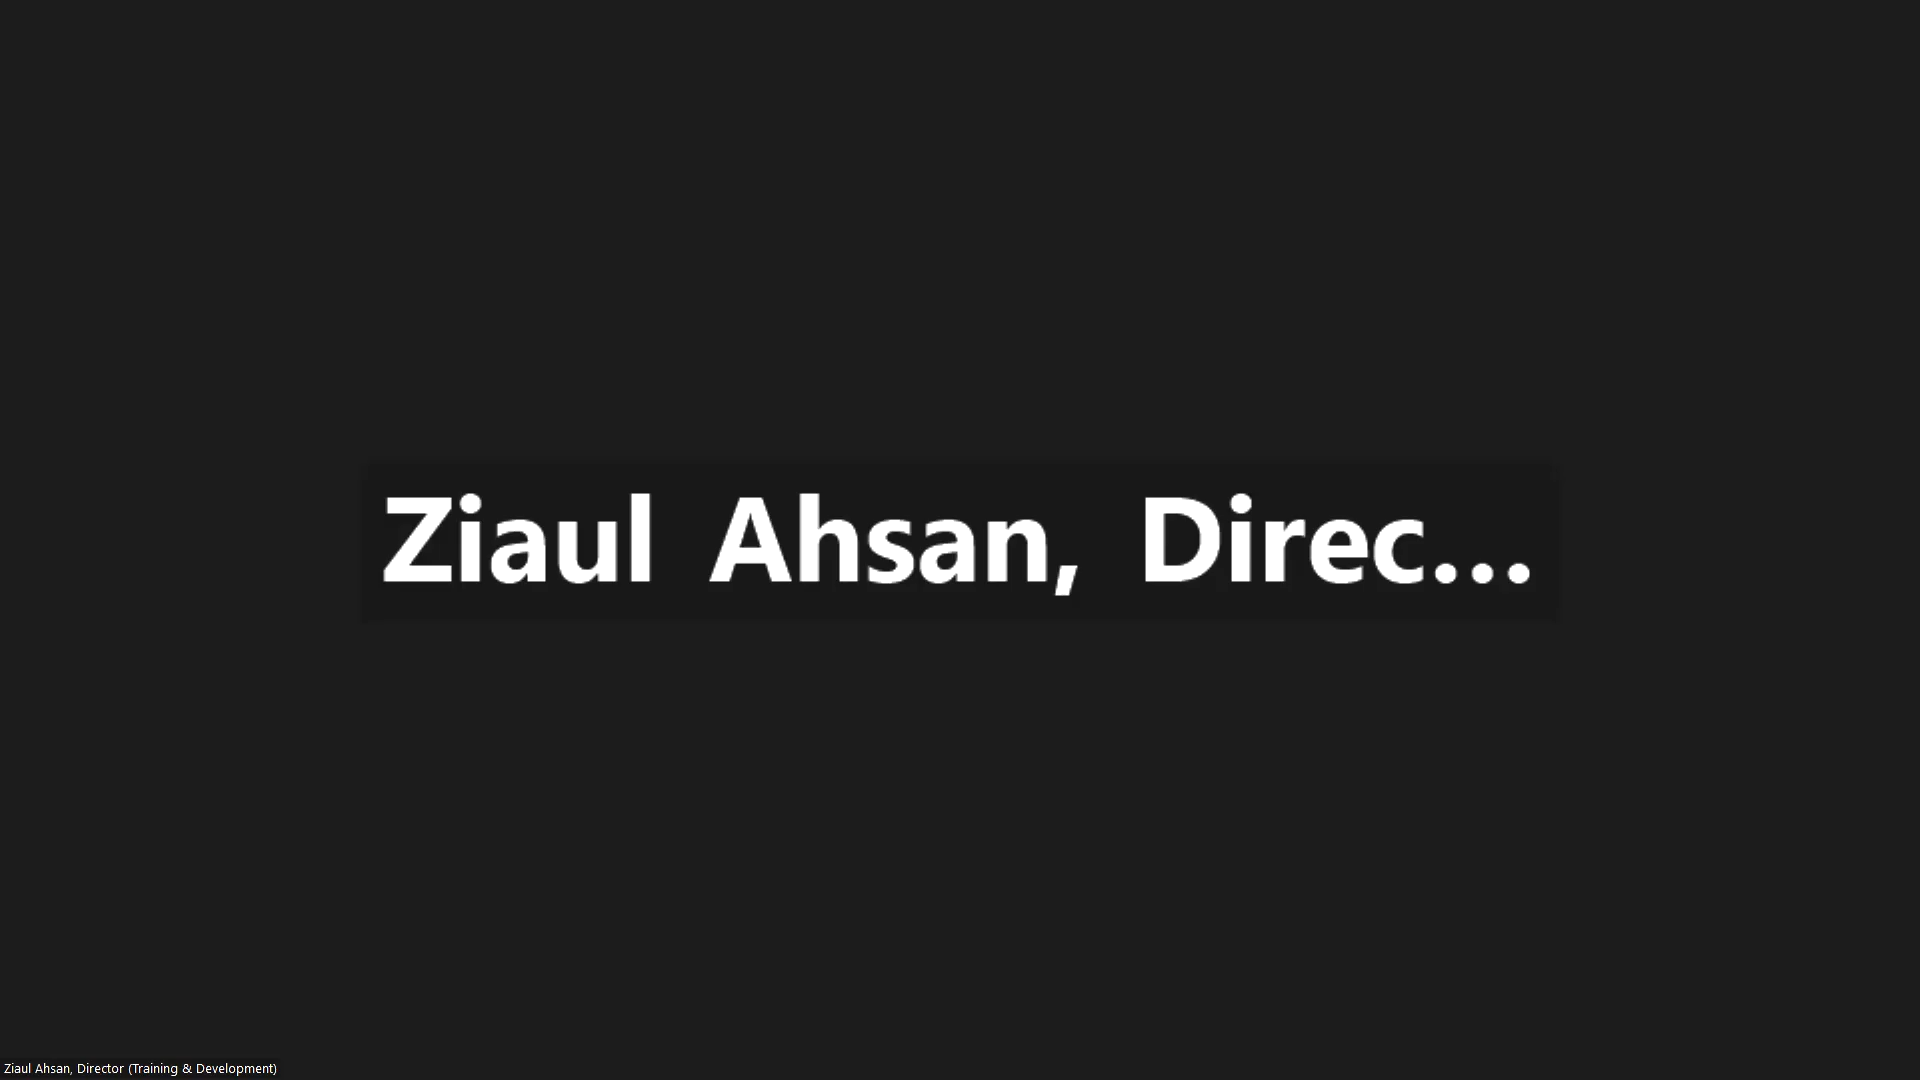 Ziaul Ahsan, Direc...
Ziaul Ahsan, Director (Training & Development)